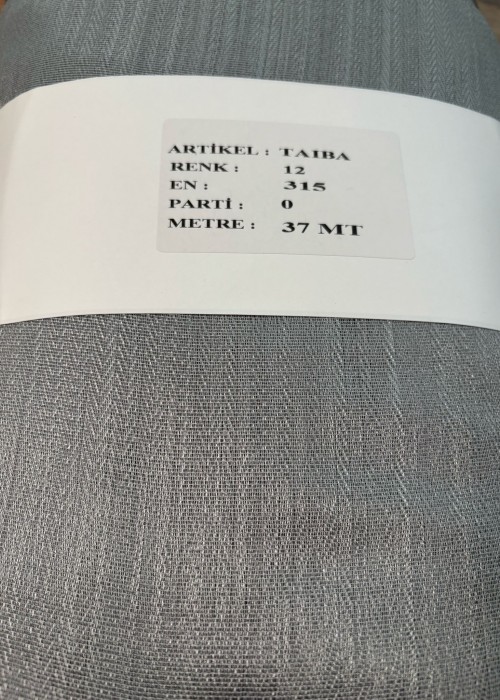 ARTİKEL : TAIBA
RENK : 12
EN : 315
PARTİ : 0
METRE : 37 MT